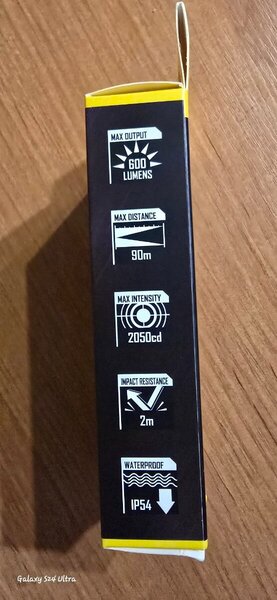 MAX OUTPUT
600
LUMENS
MAX DISTANCE
90m
MAX INTENSITY
2050cd
IMPACT RESISTANCE
2m
WATERPROOF
IP54
Galaxy S24 Ultra